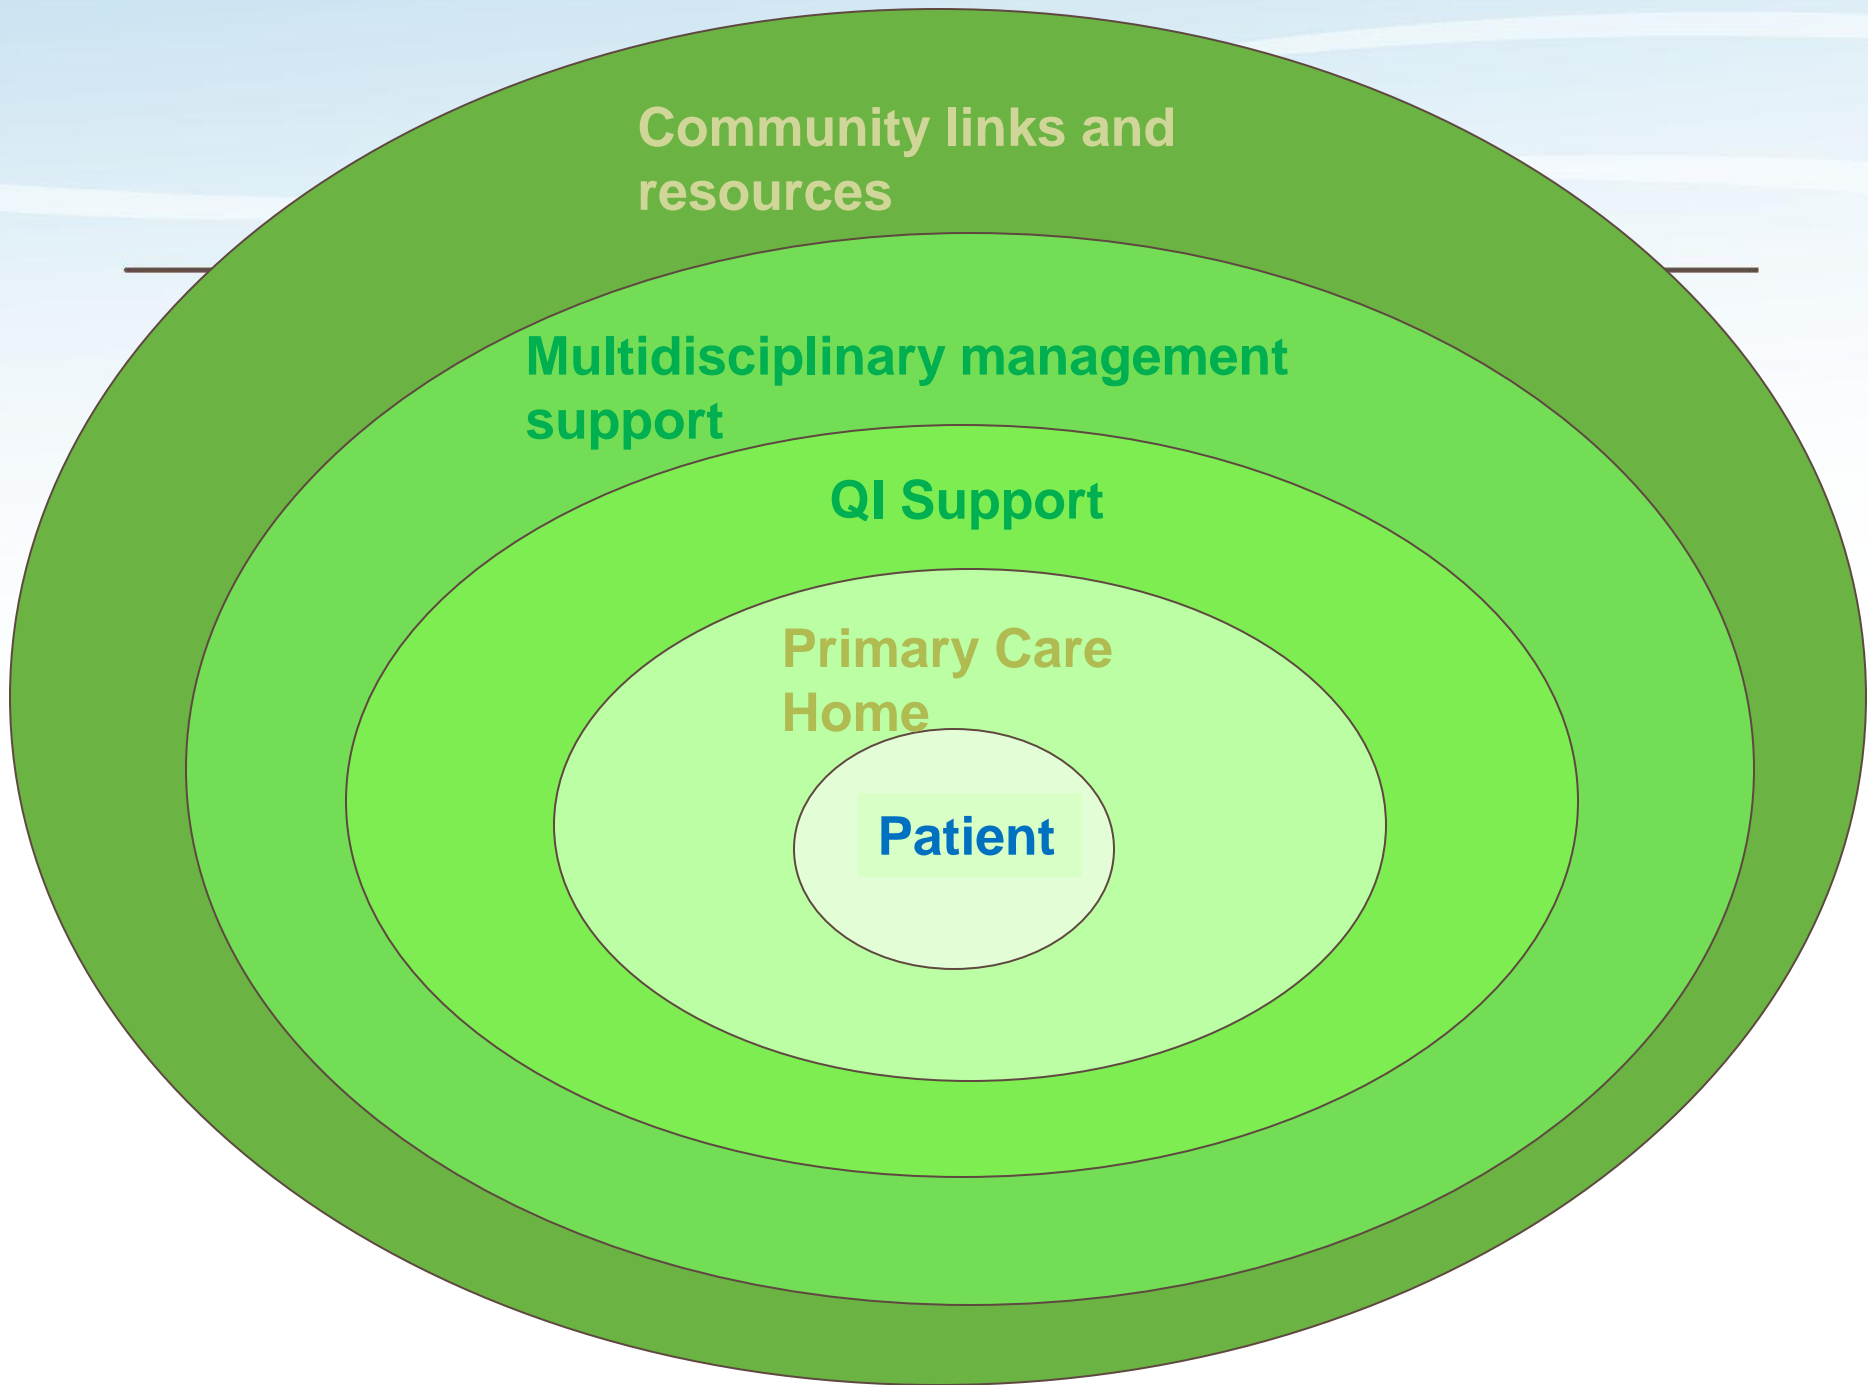 Community links and
resources
Multidisciplinary management
support
QI Support
Primary Care
Home
Patient